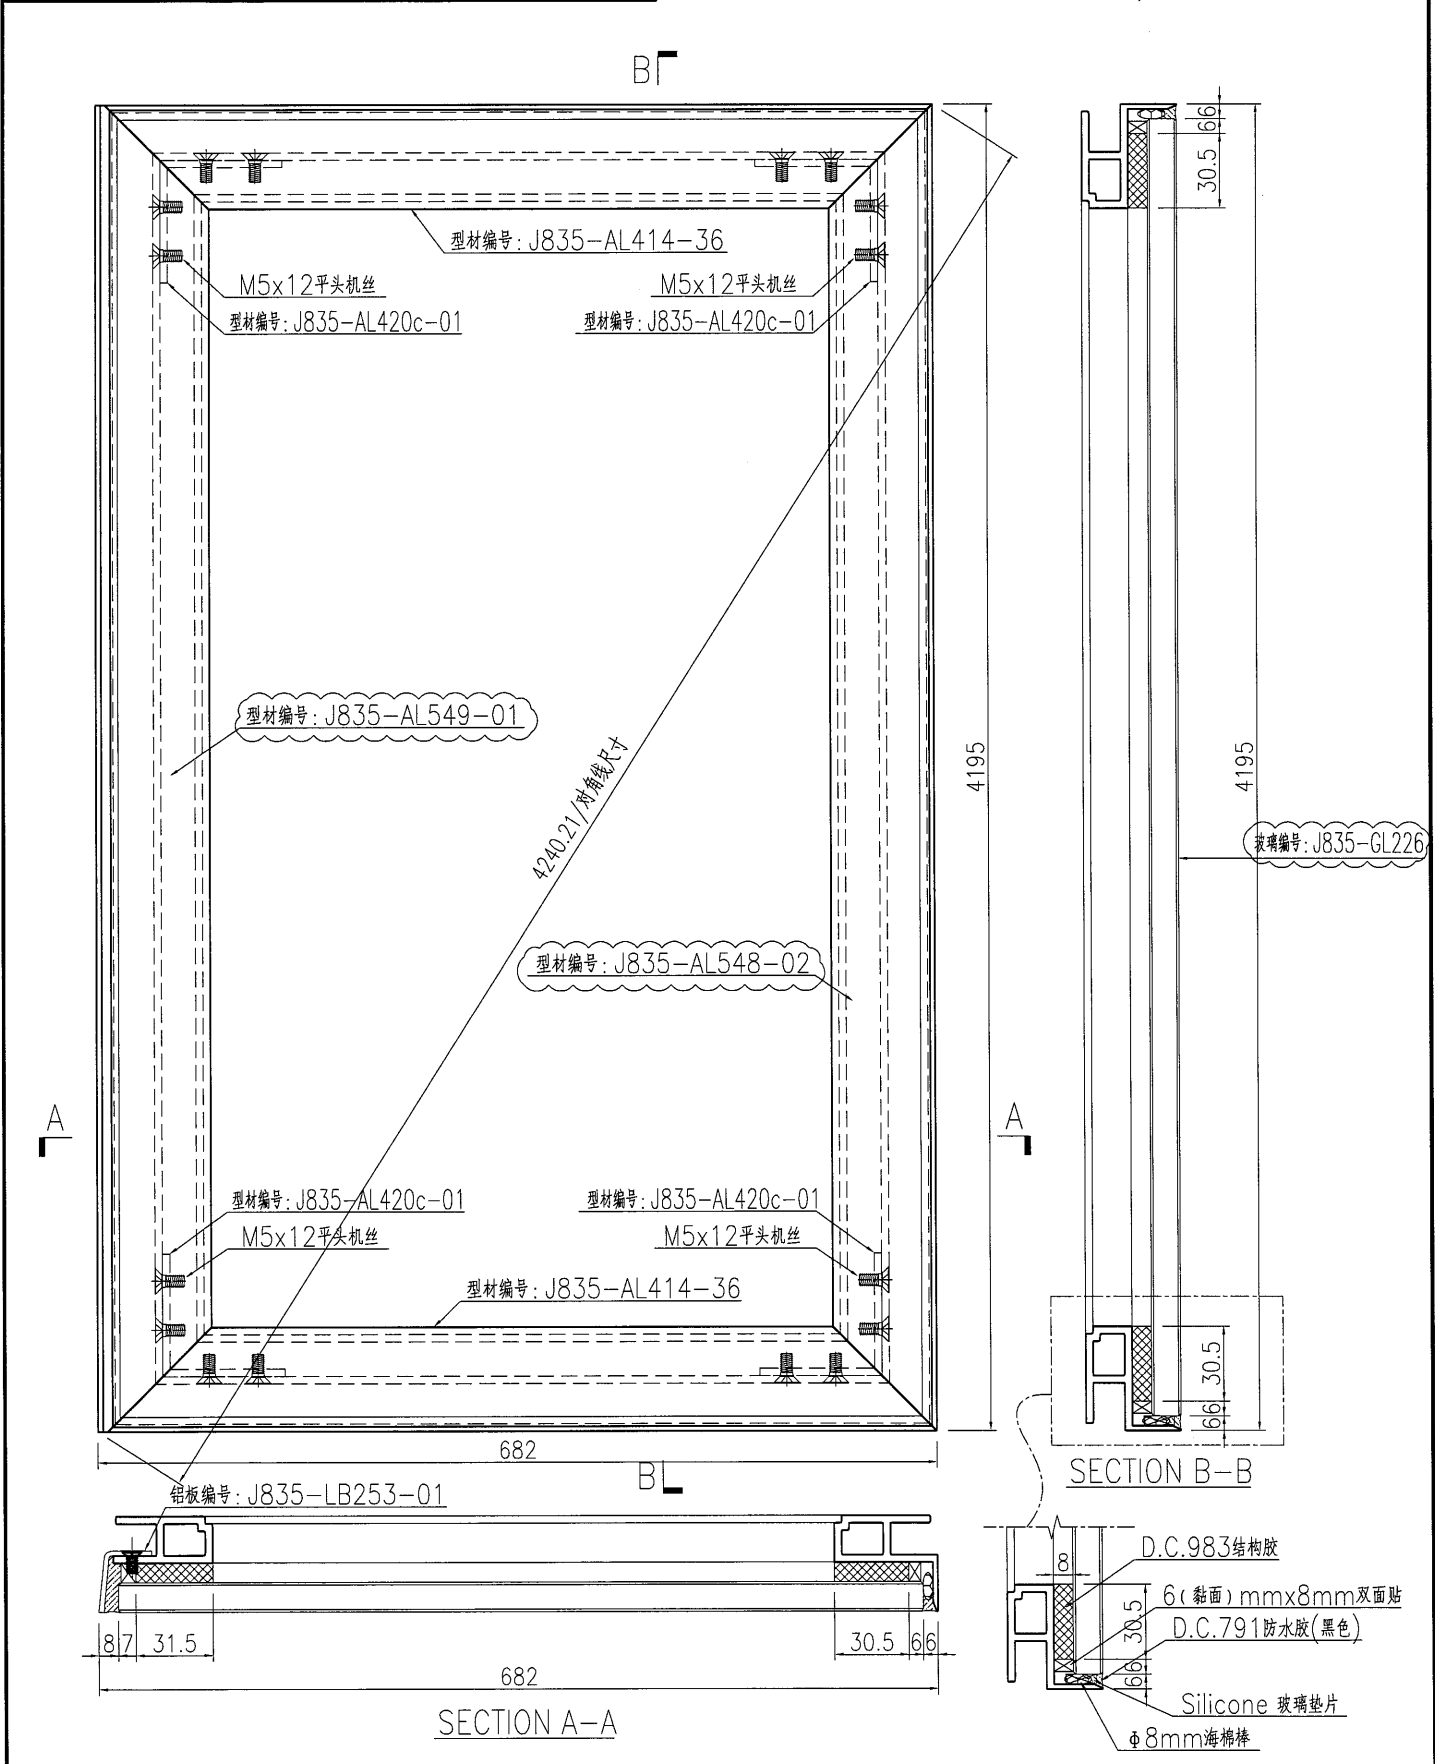 B
6
6
30.5
型材编号: J835-AL414-36
M5x12平头机丝
M5x12平头机丝
型材编号: J835-AL420c-01
型材编号: J835-AL420c-01
型材编号: J835-AL549-01
4240.21/对角线尺寸
4195
4195
玻璃编号: J835-GL226
型材编号: J835-AL548-02
A
A
型材编号: J835-AL420c-01
型材编号: J835-AL420c-01
M5x12平头机丝
M5x12平头机丝
型材编号: J835-AL414-36
30.5
6
6
682
B
SECTION B-B
铝板编号: J835-LB253-01
D.C.983结构胶
8
6(黏面)mmx8mm双面贴
30.5
D.C.791防水胶(黑色)
8
7
31.5
30.5
6
6
6
6
682
Silicone 玻璃垫片
SECTION A-A
Φ8mm海棉棒